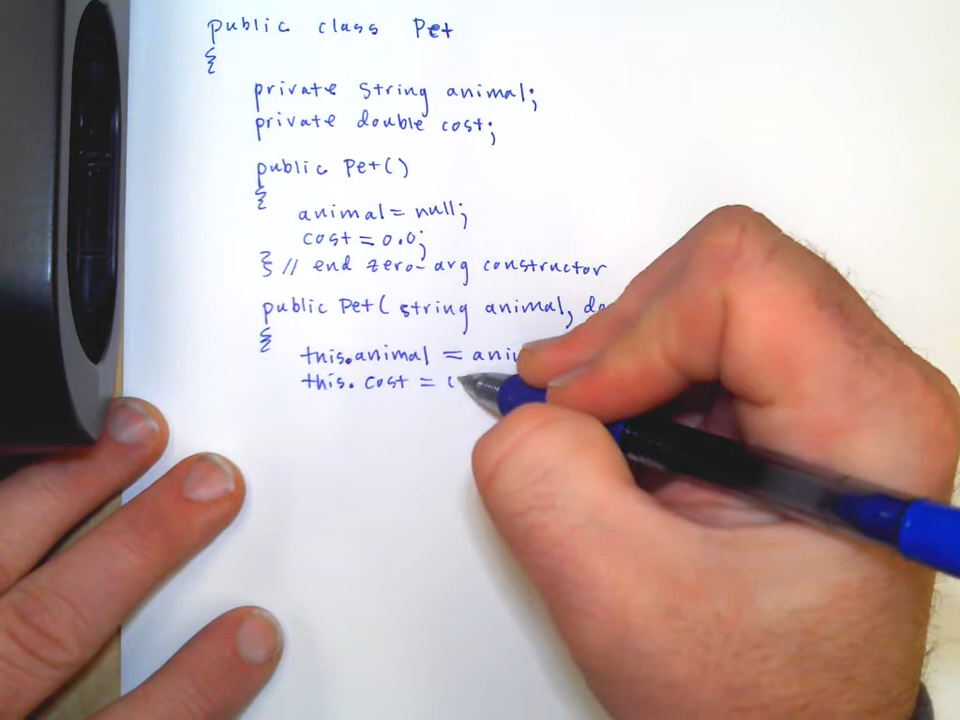 public class Pet
{
private String animal;
private double cost;
public Pet()
{
animal = null;
cost = 0.0;
} // end zero-arg constructor
public Pet( String animal,
{
this.animal =
this. cost =